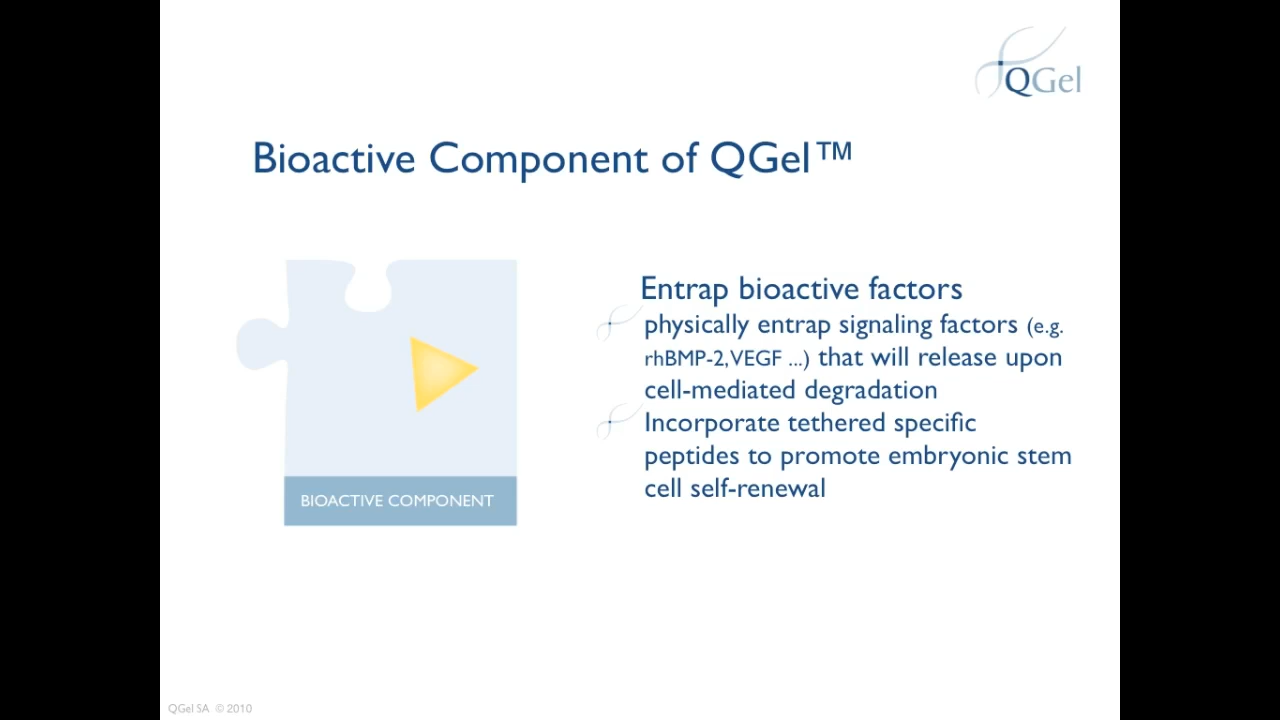 QGel
Bioactive Component of QGel™
Entrap bioactive factors
physically entrap signaling factors (e.g.
rhBMP-2,VEGF ...) that will release upon
cell-mediated degradation
Incorporate tethered specific
peptides to promote embryonic stem
cell self-renewal
BIOACTIVE COMPONENT
QGel SA © 2010